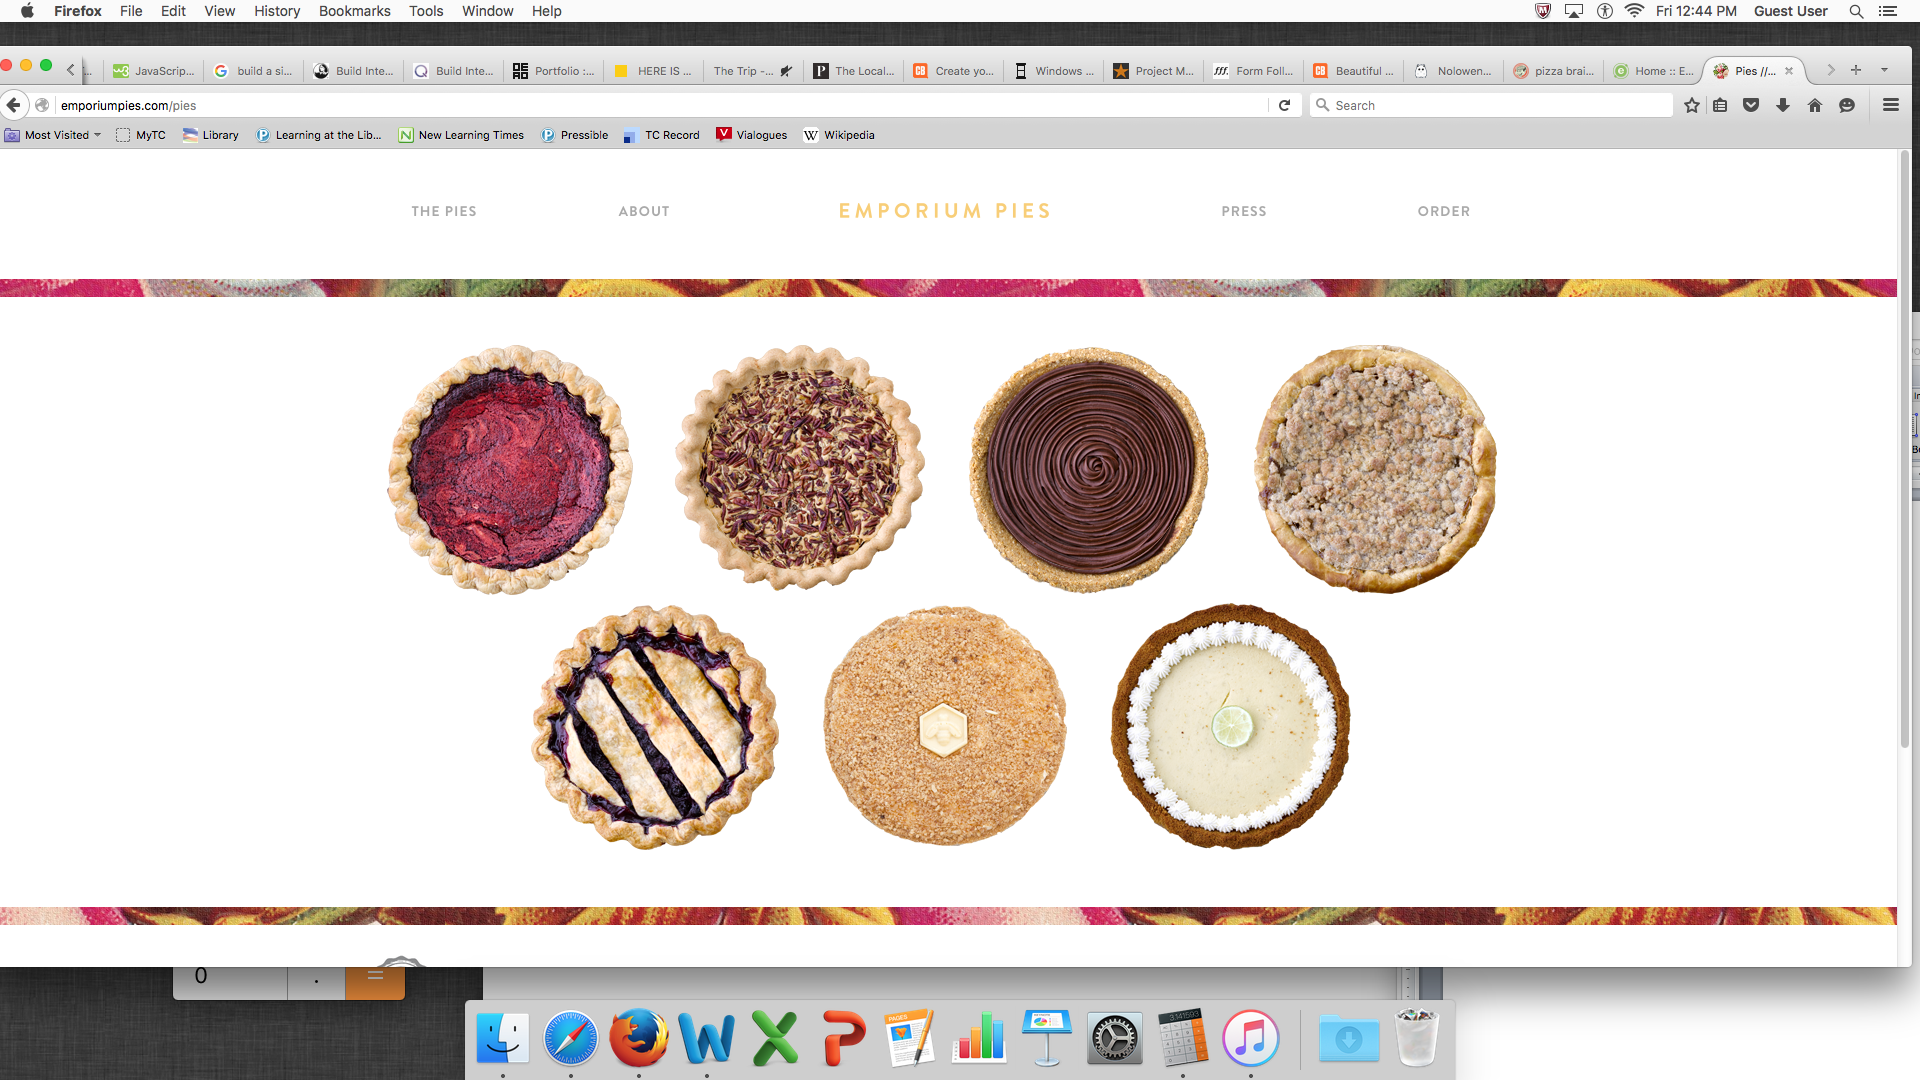 Firefox File Edit View History Bookmarks Tools Window Help Fri 12:44 PM Guest User
... JavaScrip... build a si... Build Inte... Build Inte... Portfolio :... HERE IS ... The Trip -... The Local... Create yo... Windows ... Project M... Form Foll... Beautiful ... Nolowen... pizza brai... Home :: E... Pies //...
emporiumpies.com/pies Search
Most Visited MyTC Library Learning at the Lib... New Learning Times Pressible TC Record Vialogues Wikipedia
THE PIES ABOUT EMPORIUM PIES PRESS ORDER
0 . =
PAGES
3.141593